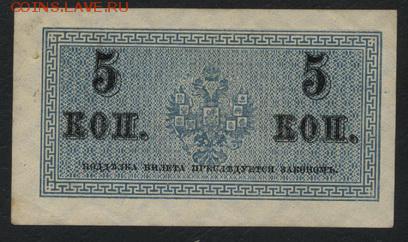 COINS.LAVE.RU
5 5
КОП. КОП.
ПОДДѢЛКА БИЛЕТА ПРЕСЛѢДУЕТСЯ ЗАКОНОМЪ.